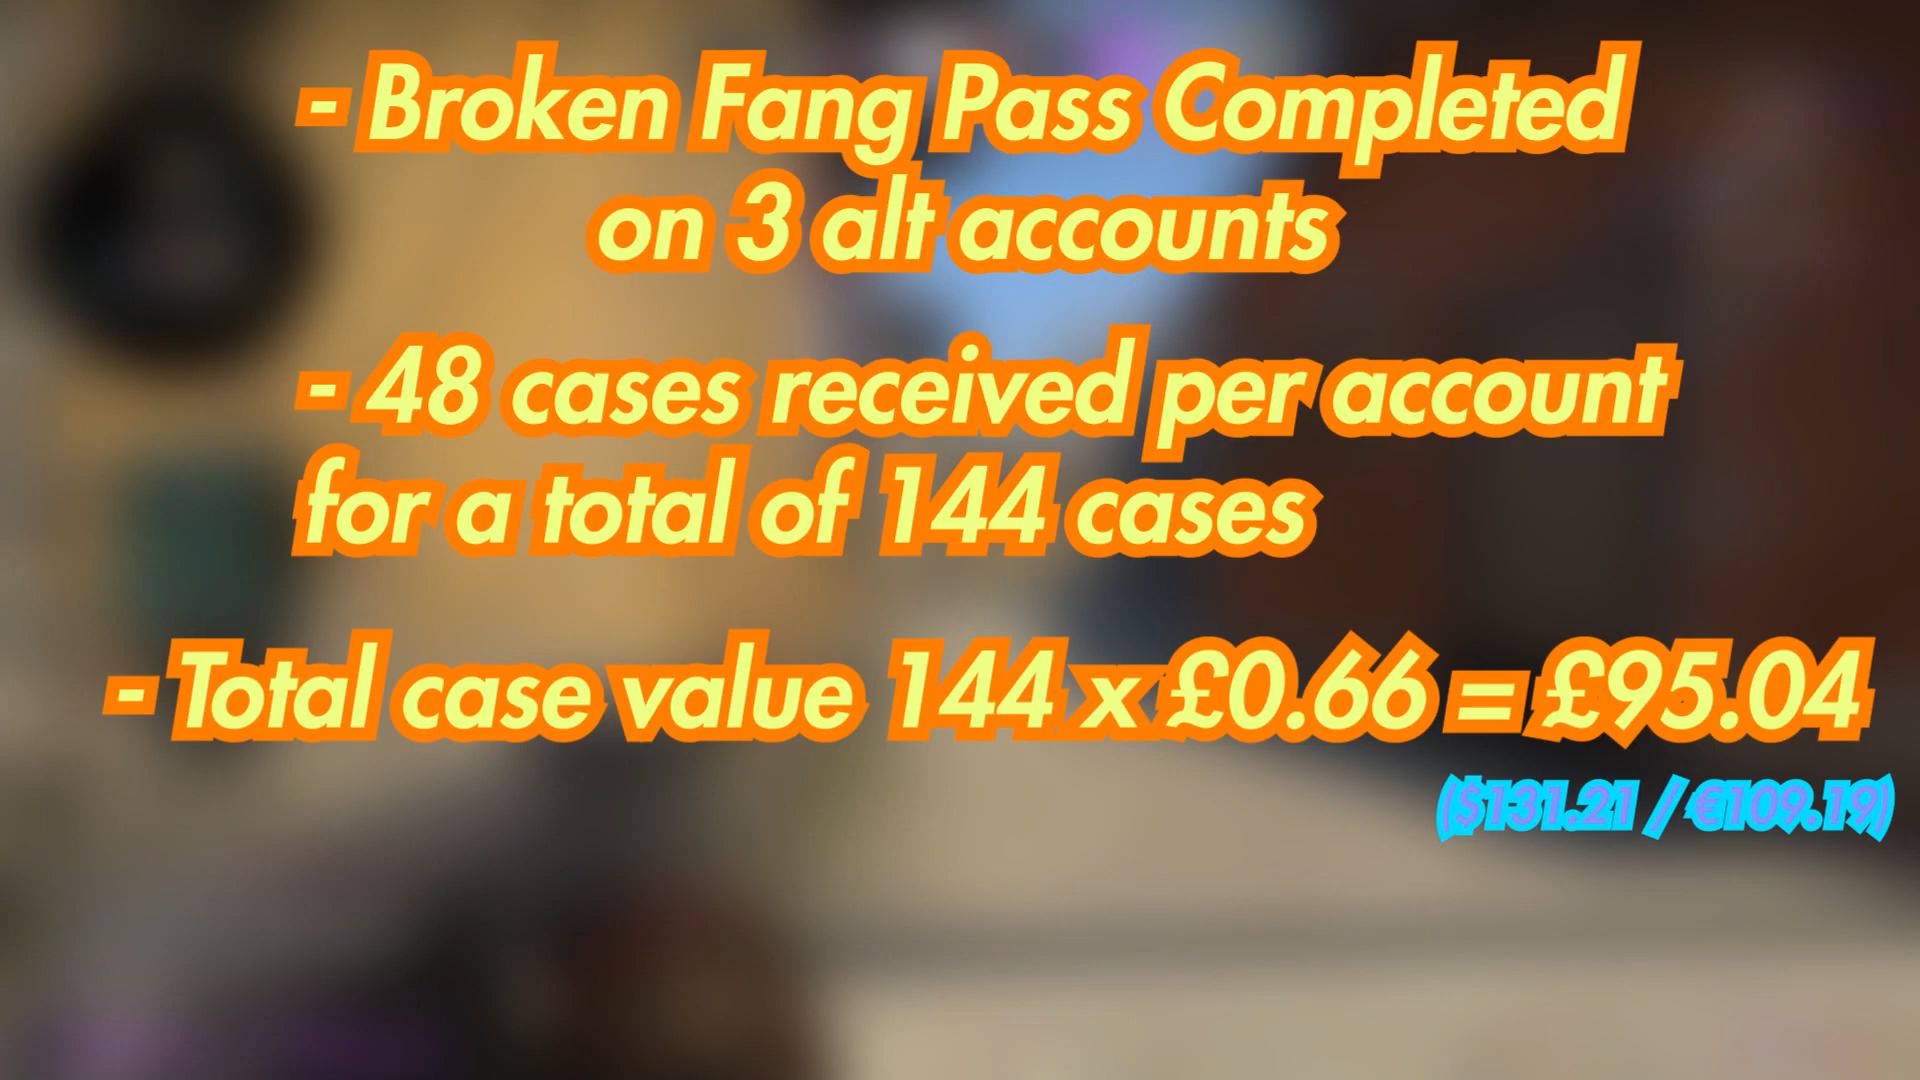 - Broken Fang Pass Completed
on 3 alt accounts
- 48 cases received per account
for a total of 144 cases
- Total case value 144 x £0.66 = £95.04
($131.21 / €109.19)